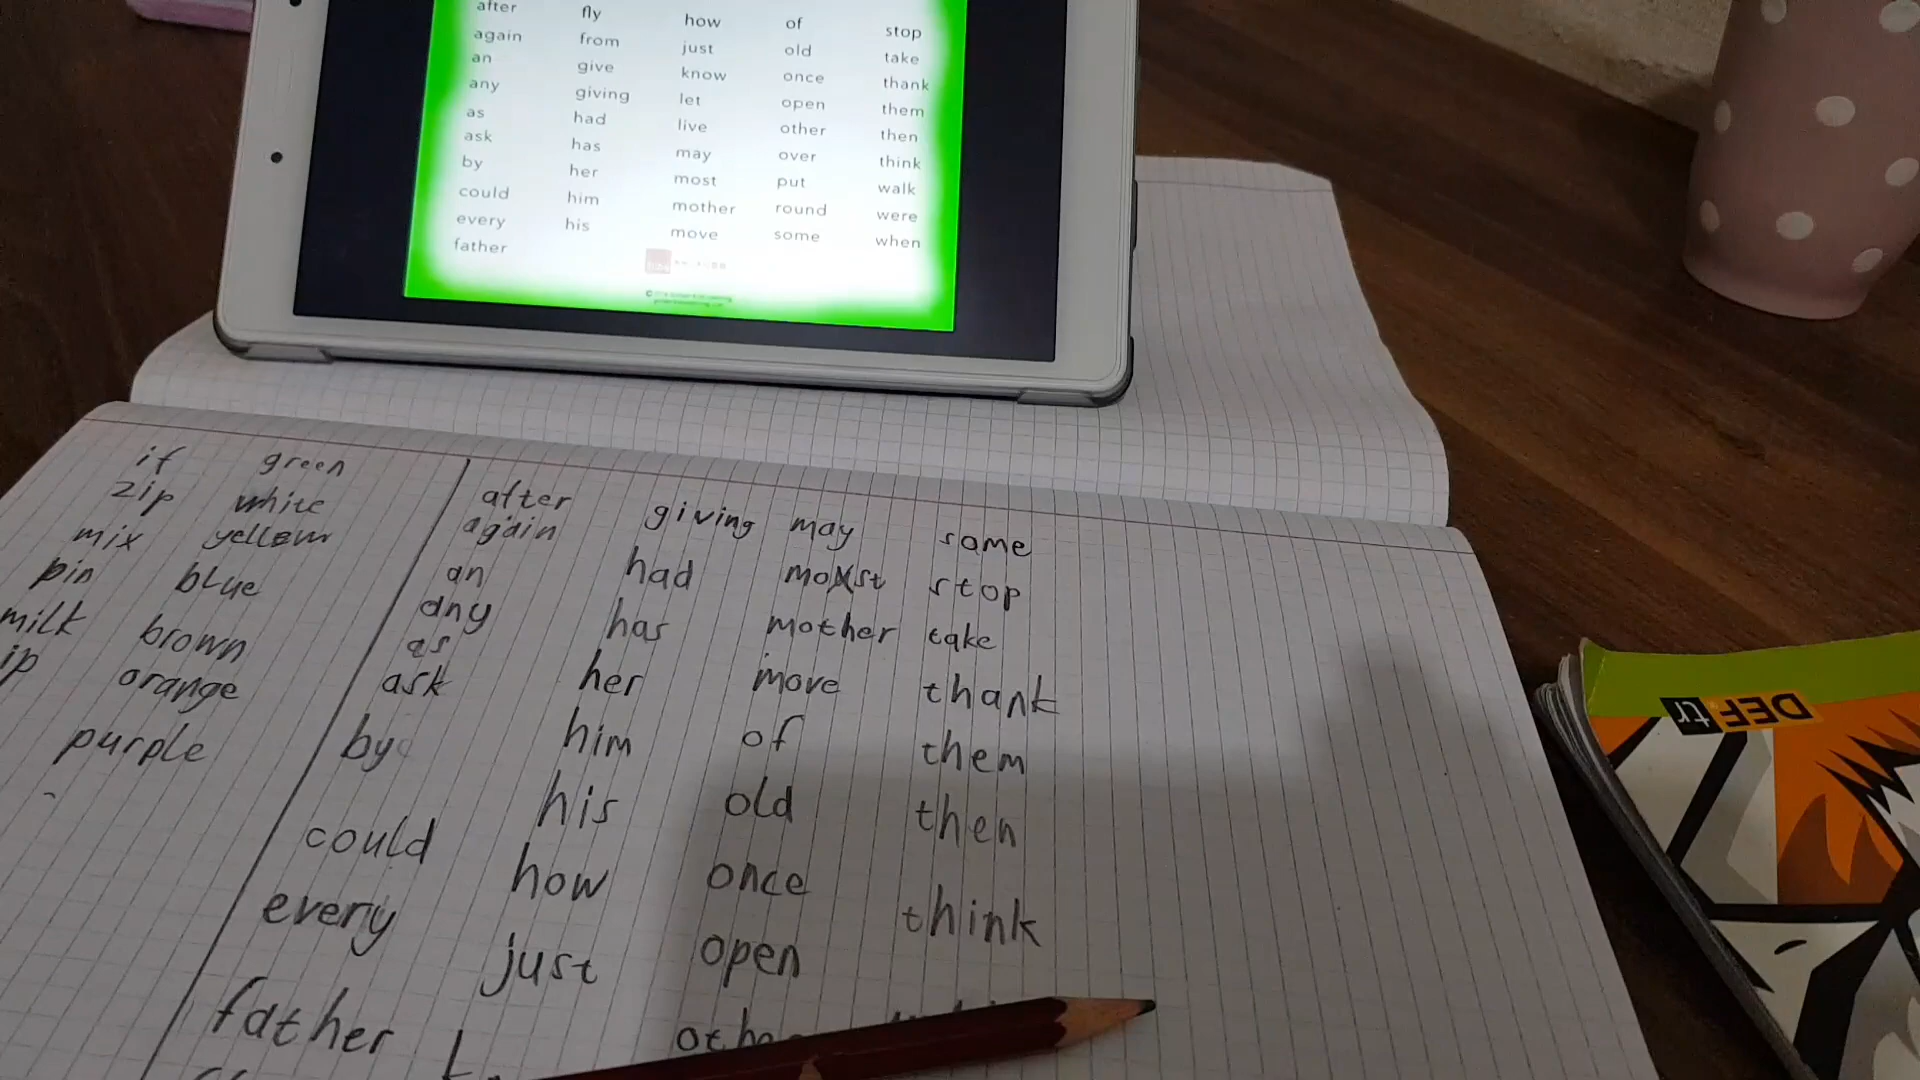 after fly how of stop
again from just old take
an give know once thank
any giving let open them
as had live other then
ask has may over think
by her most put walk
could him mother round were
every his move some when
father
if green
zip white
mix yellow
pin blue
milk brown
ip orange
purple
after giving may some
again had most stop
an has mother take
any her move thank
as him of them
ask his old then
by how once think
could just open
every
father
DEFtr